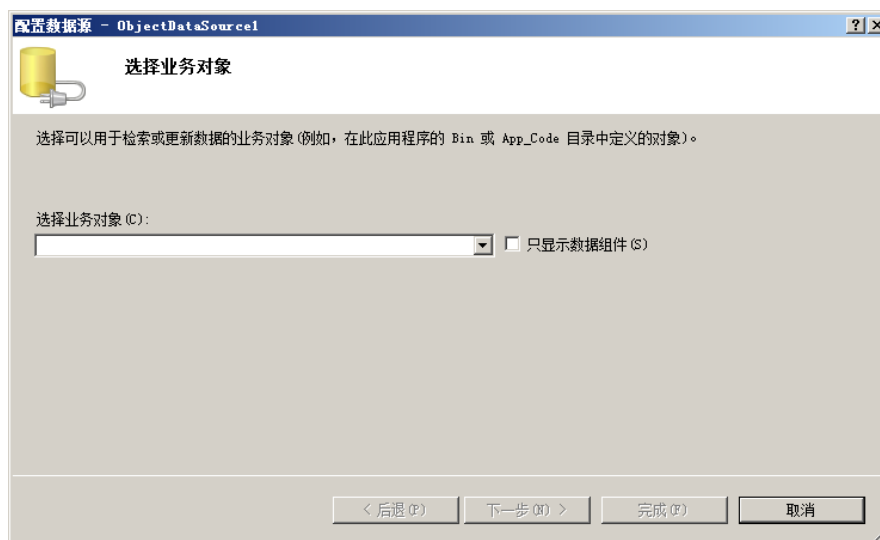 配置数据源 - ObjectDataSource1
选择业务对象
选择可以用于检索或更新数据的业务对象(例如，在此应用程序的 Bin 或 App_Code 目录中定义的对象)。
选择业务对象(C):
只显示数据组件(S)
< 后退(P)
下一步(N) >
完成(F)
取消